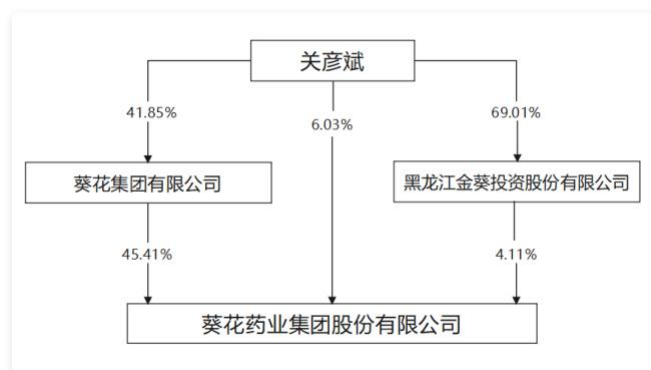 关彦斌
41.85%
6.03%
69.01%
葵花集团有限公司
黑龙江金葵投资股份有限公司
45.41%
4.11%
葵花药业集团股份有限公司